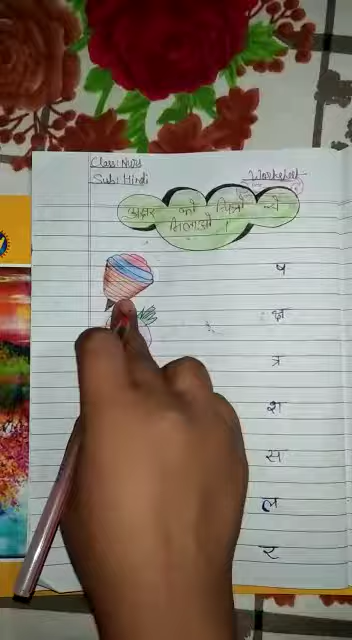 Class: Nur
Sub: Hindi
Worksheet
अक्षर को चित्रों से
मिलाओ ।
ष
क्ष
त्र
श
स
ल
र